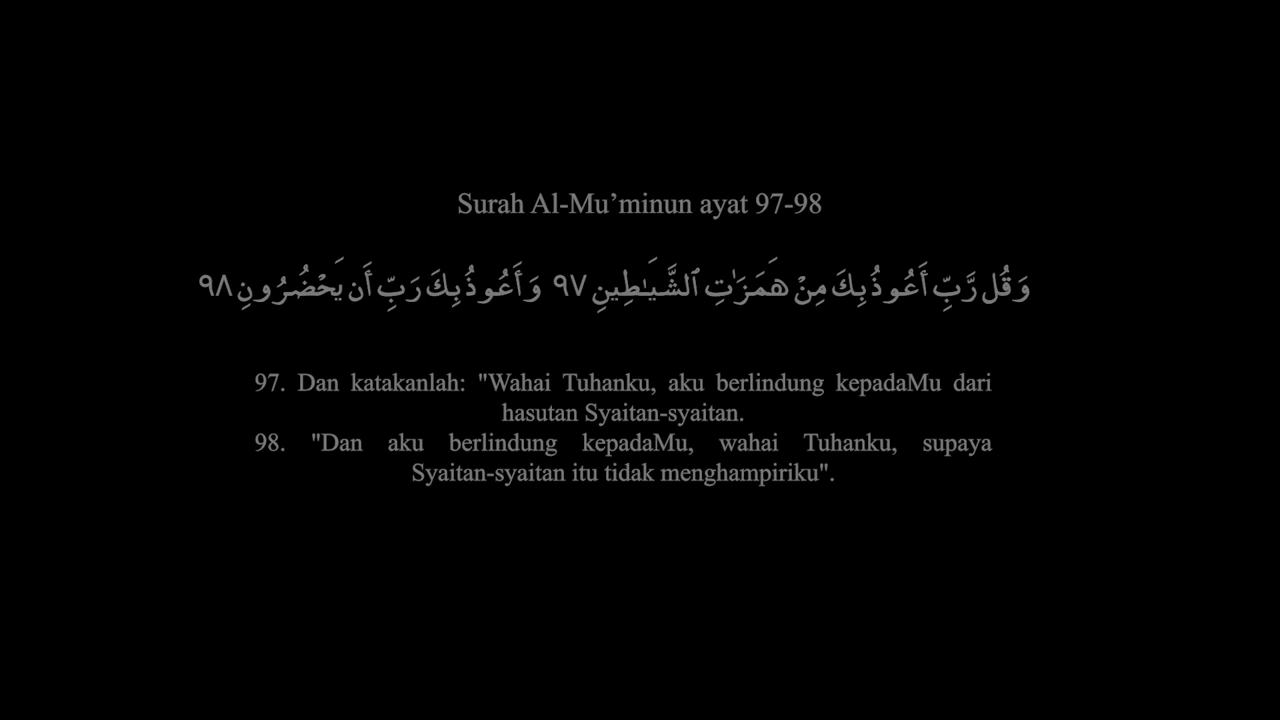 Surah Al-Mu’minun ayat 97-98
وَقُل رَّبِّ أَعُوذُ بِكَ مِنْ هَمَزَٰتِ ٱلشَّيَـٰطِينِ ٩٧ وَأَعُوذُ بِكَ رَبِّ أَن يَحْضُرُونِ ٩٨
97. Dan katakanlah: "Wahai Tuhanku, aku berlindung kepadaMu dari
hasutan Syaitan-syaitan.
98. "Dan aku berlindung kepadaMu, wahai Tuhanku, supaya
Syaitan-syaitan itu tidak menghampiriku".